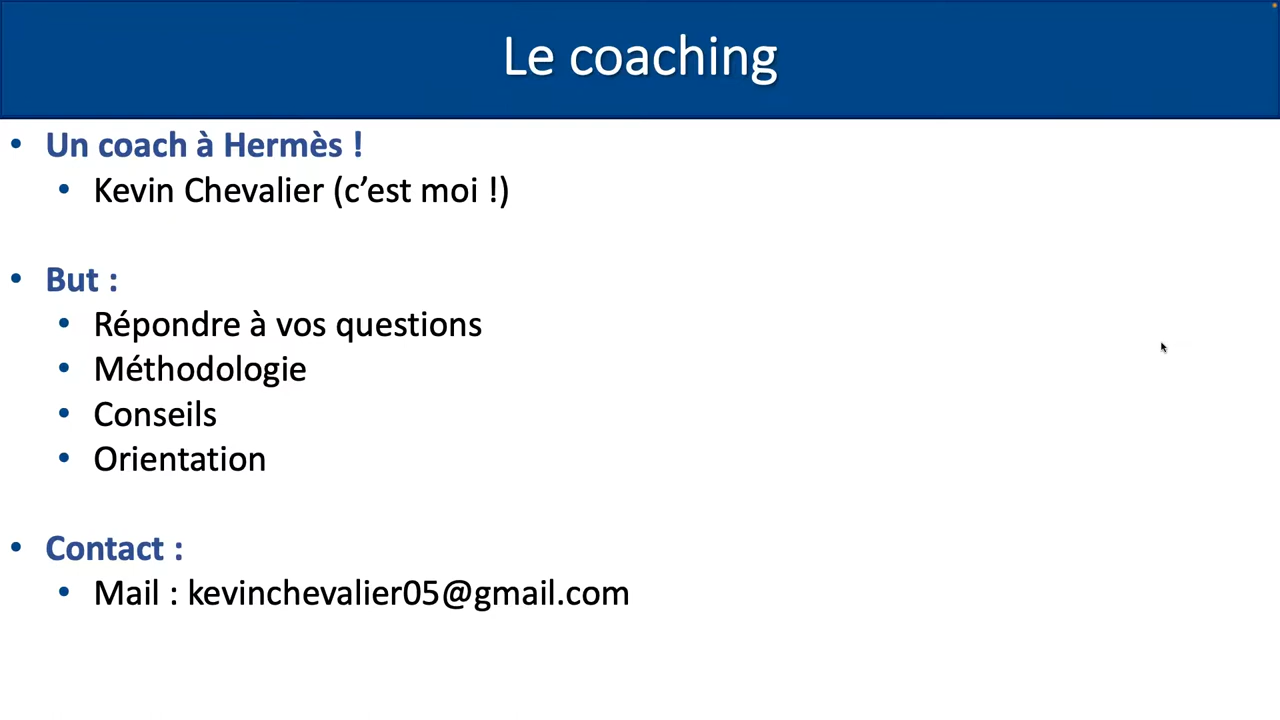 Le coaching
• Un coach à Hermès !
• Kevin Chevalier (c’est moi !)
• But :
• Répondre à vos questions
• Méthodologie
• Conseils
• Orientation
• Contact :
• Mail : kevinchevalier05@gmail.com